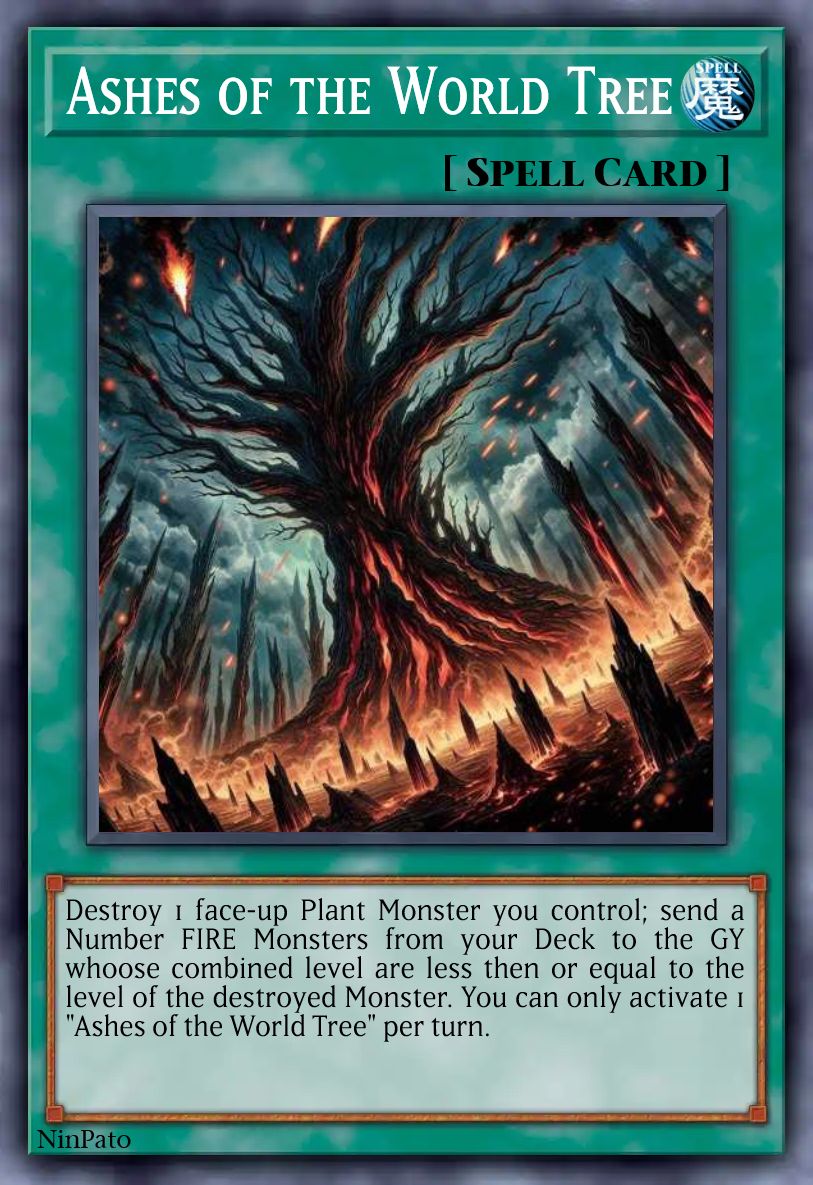 Ashes of the World Tree
SPELL
魔
[ Spell Card ]
Destroy 1 face-up Plant Monster you control; send a
Number FIRE Monsters from your Deck to the GY
whoose combined level are less then or equal to the
level of the destroyed Monster. You can only activate 1
"Ashes of the World Tree" per turn.
NinPato